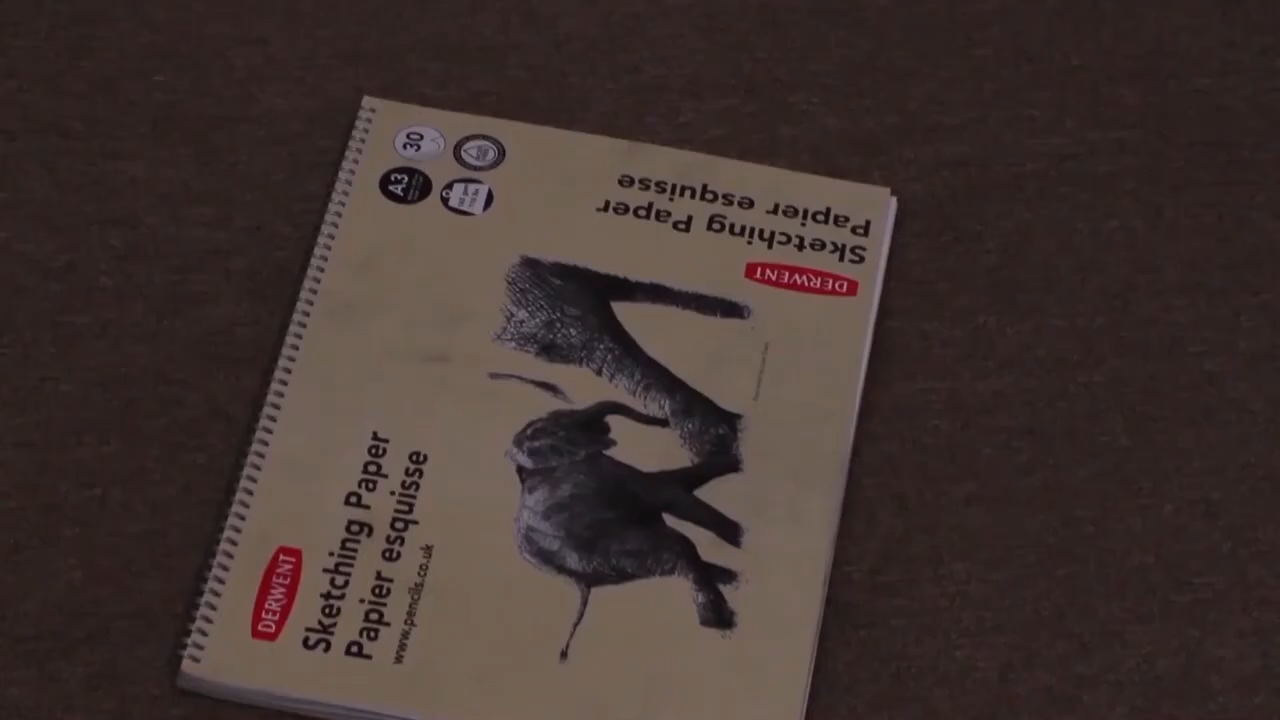 DERWENT
Sketching Paper
Papier esquisse
www.pencils.co.uk
A3
30
DERWENT
Sketching Paper
Papier esquisse